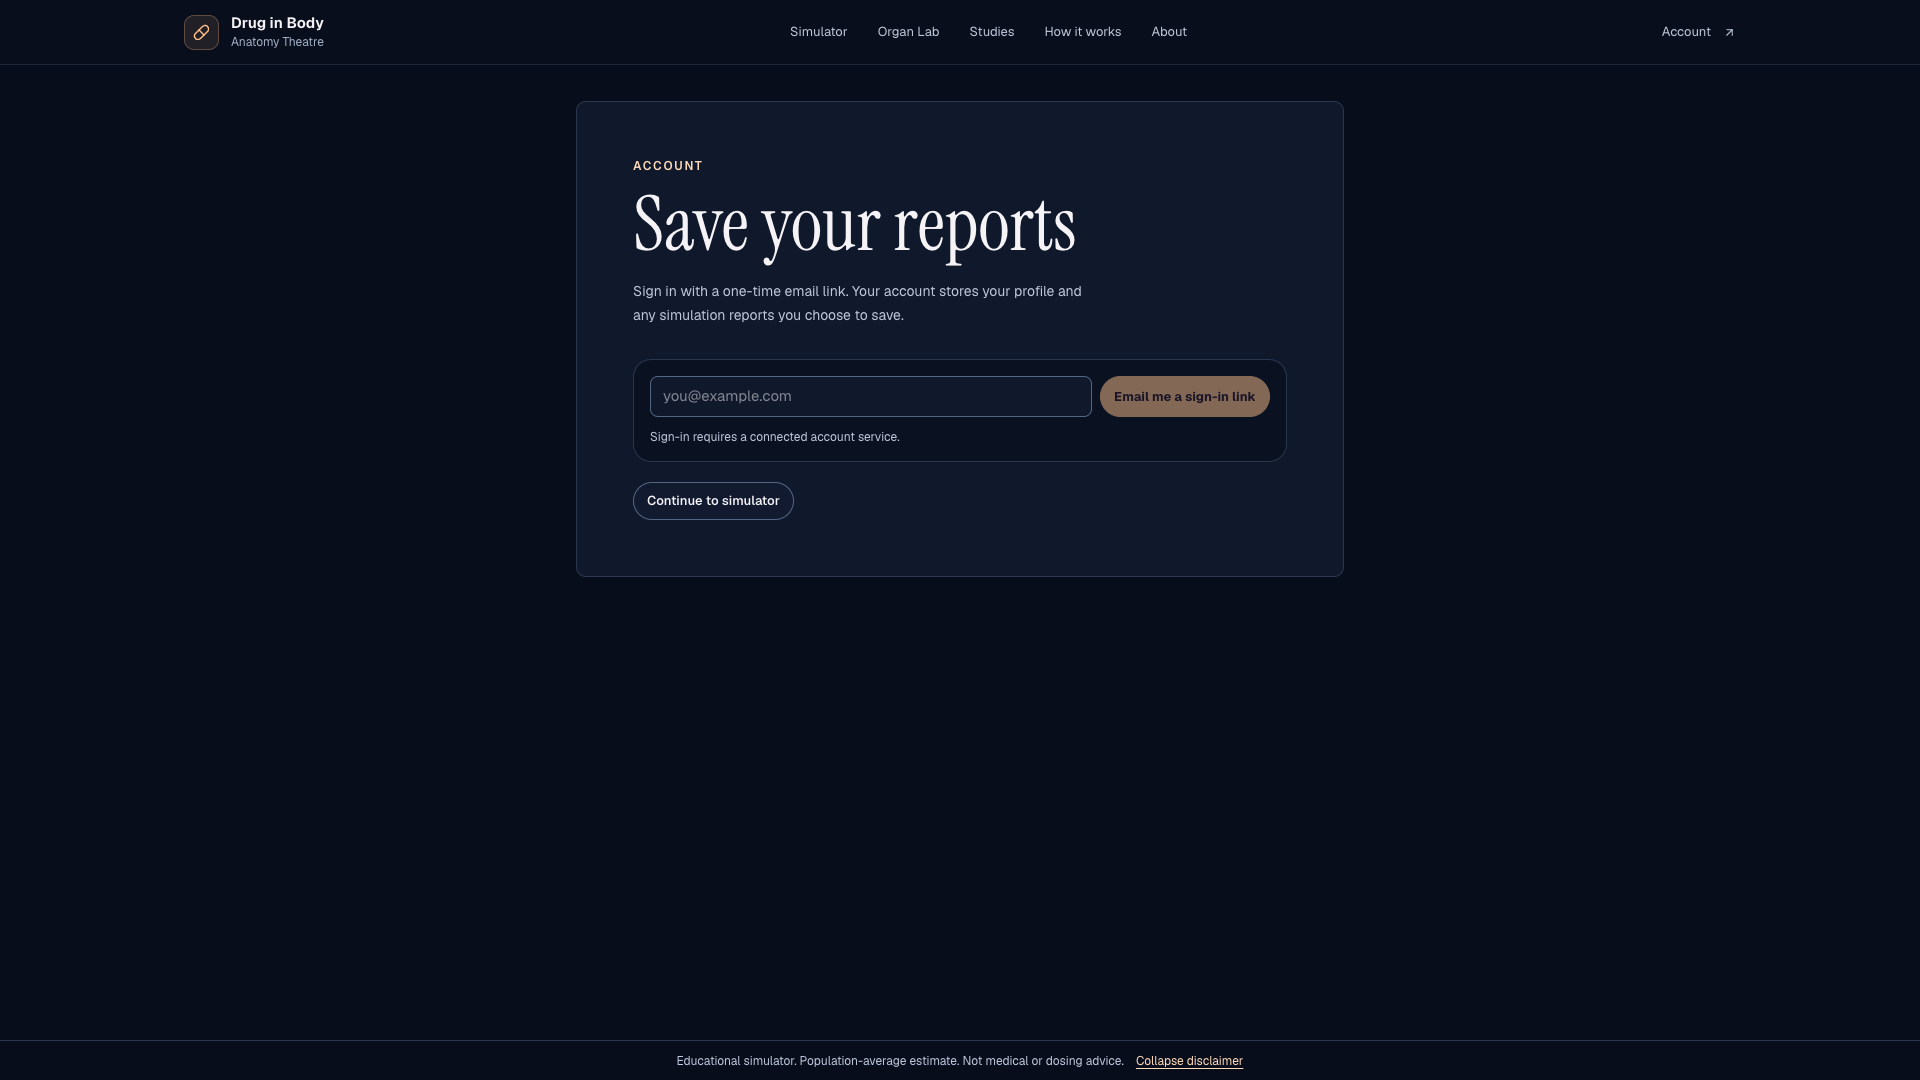 Drug in Body
Anatomy Theatre
Simulator
Organ Lab
Studies
How it works
About
Account
ACCOUNT
Save your reports
Sign in with a one-time email link. Your account stores your profile and
any simulation reports you choose to save.
you@example.com
Email me a sign-in link
Sign-in requires a connected account service.
Continue to simulator
Educational simulator. Population-average estimate. Not medical or dosing advice. Collapse disclaimer